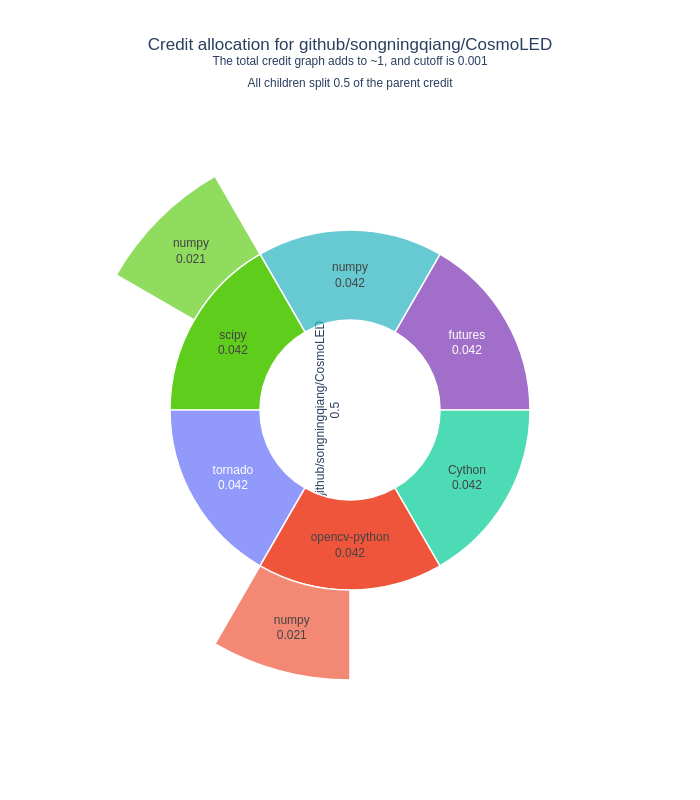 Credit allocation for github/songningqiang/CosmoLED
The total credit graph adds to ~1, and cutoff is 0.001
All children split 0.5 of the parent credit
numpy
0.021
numpy
0.042
scipy
0.042
futures
0.042
github/songningqiang/CosmoLED
0.5
tornado
0.042
Cython
0.042
opencv-python
0.042
numpy
0.021